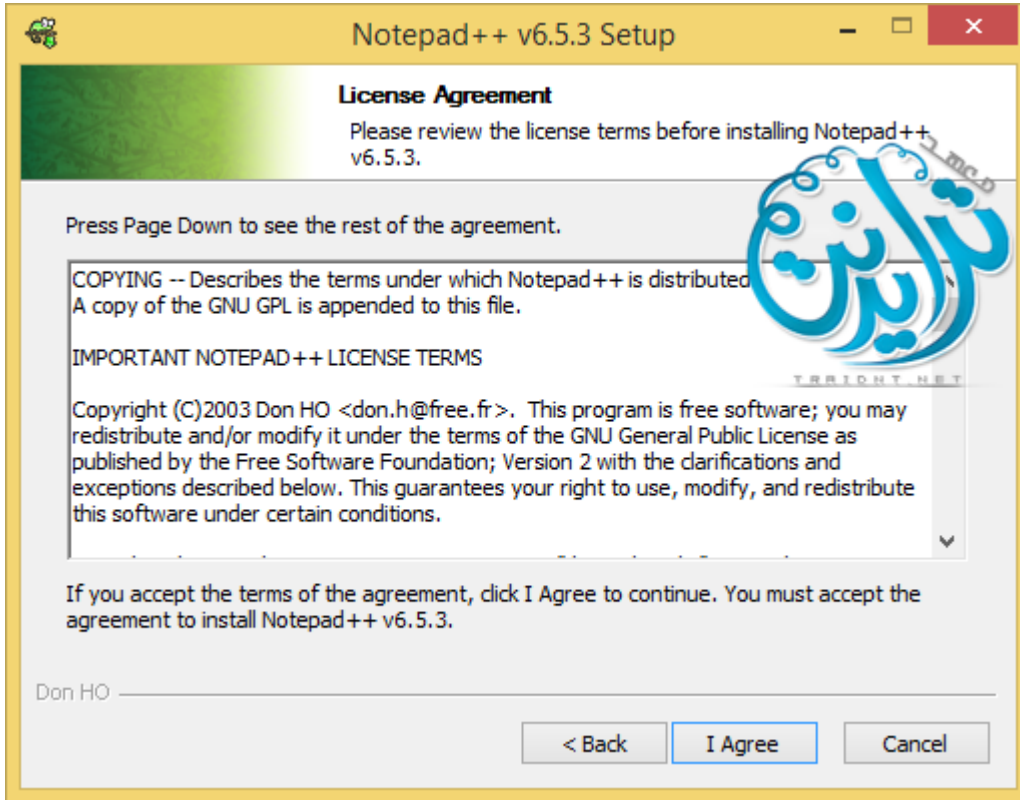 Notepad++ v6.5.3 Setup
License Agreement
Please review the license terms before installing Notepad++
v6.5.3.
Press Page Down to see the rest of the agreement.
COPYING -- Describes the terms under which Notepad++ is distributed
A copy of the GNU GPL is appended to this file.
IMPORTANT NOTEPAD++ LICENSE TERMS
Copyright (C)2003 Don HO <don.h@free.fr>.  This program is free software; you may
redistribute and/or modify it under the terms of the GNU General Public License as
published by the Free Software Foundation; Version 2 with the clarifications and
exceptions described below. This guarantees your right to use, modify, and redistribute
this software under certain conditions.
If you accept the terms of the agreement, click I Agree to continue. You must accept the
agreement to install Notepad++ v6.5.3.
Don HO
< Back
I Agree
Cancel
ترايدنت
TRAIDNT.NET